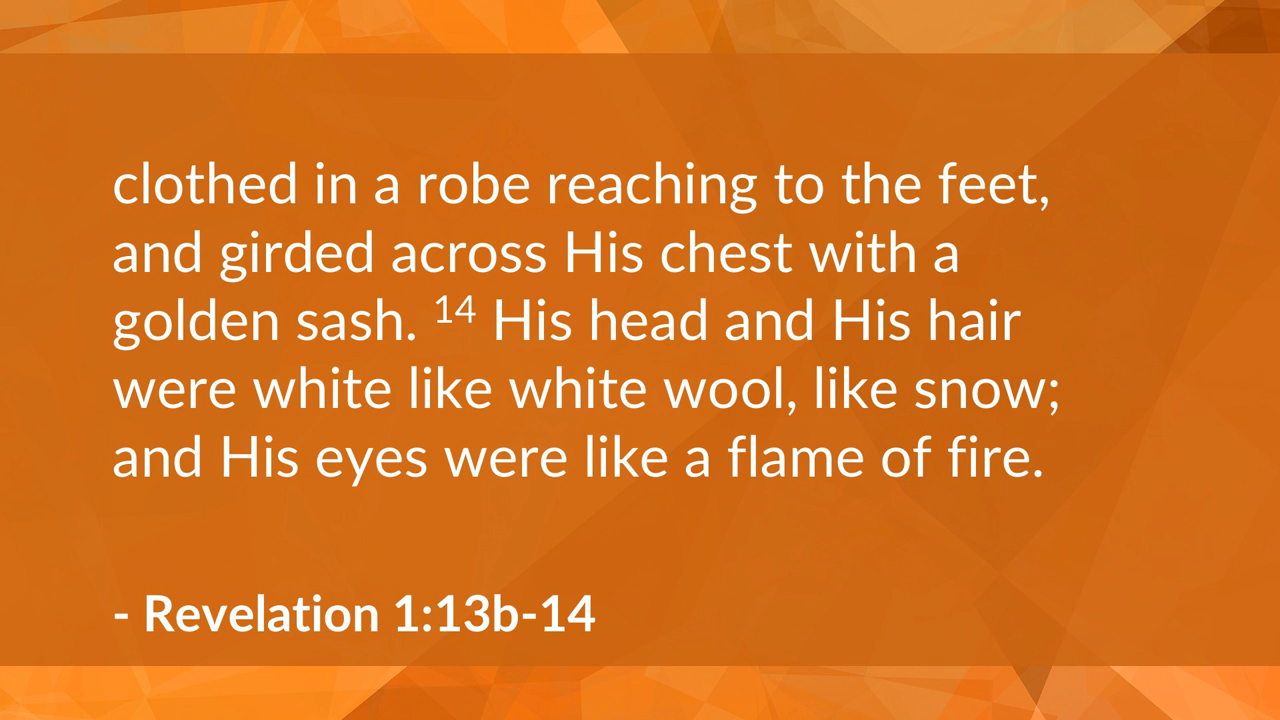 clothed in a robe reaching to the feet,
and girded across His chest with a
golden sash. 14 His head and His hair
were white like white wool, like snow;
and His eyes were like a flame of fire.
- Revelation 1:13b-14